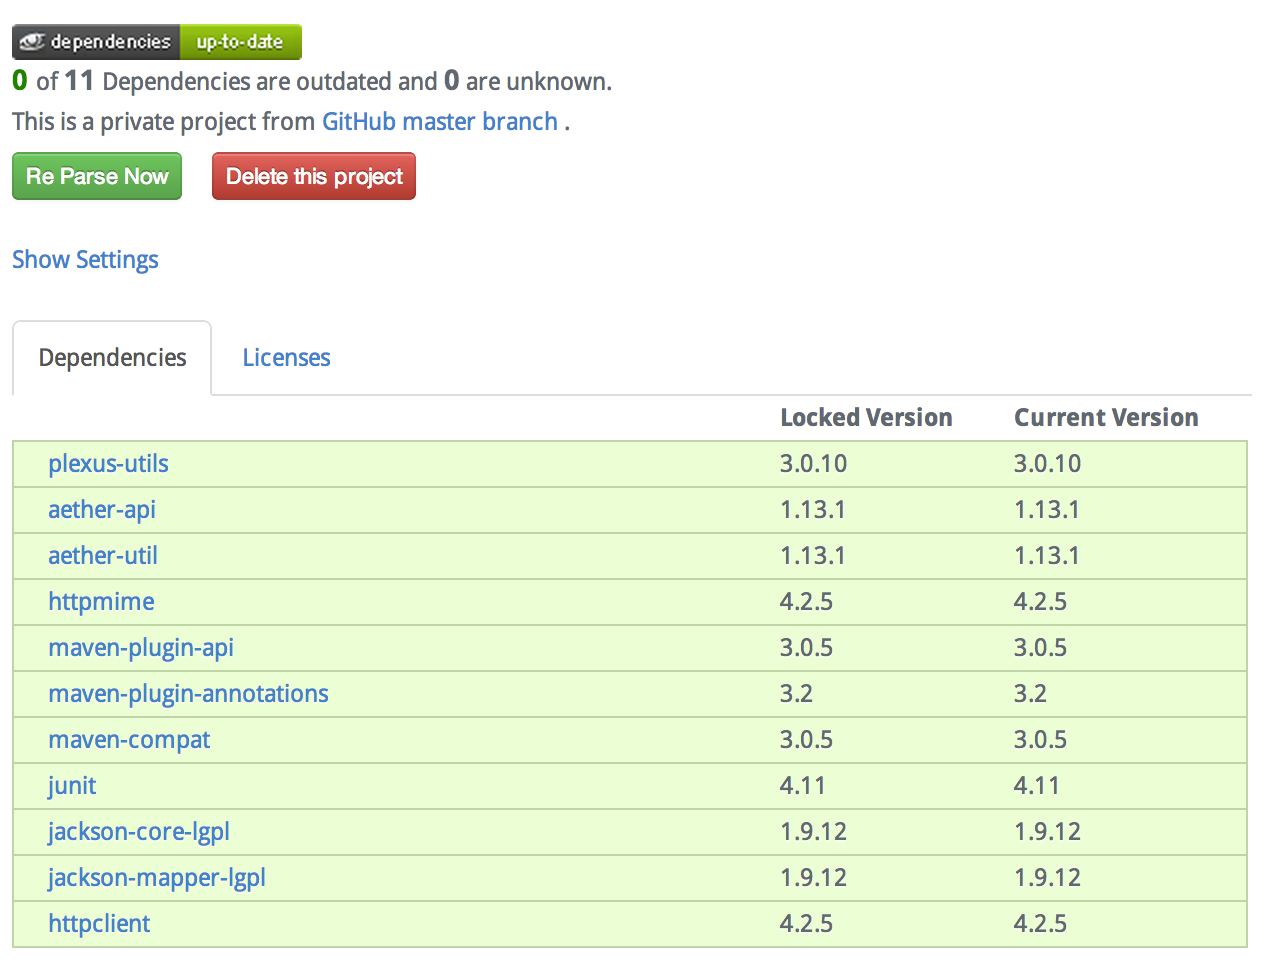 dependencies up-to-date
0 of 11 Dependencies are outdated and 0 are unknown.
This is a private project from GitHub master branch .
Re Parse Now Delete this project
Show Settings
Dependencies Licenses
Locked Version Current Version
plexus-utils 3.0.10 3.0.10
aether-api 1.13.1 1.13.1
aether-util 1.13.1 1.13.1
httpmime 4.2.5 4.2.5
maven-plugin-api 3.0.5 3.0.5
maven-plugin-annotations 3.2 3.2
maven-compat 3.0.5 3.0.5
junit 4.11 4.11
jackson-core-lgpl 1.9.12 1.9.12
jackson-mapper-lgpl 1.9.12 1.9.12
httpclient 4.2.5 4.2.5